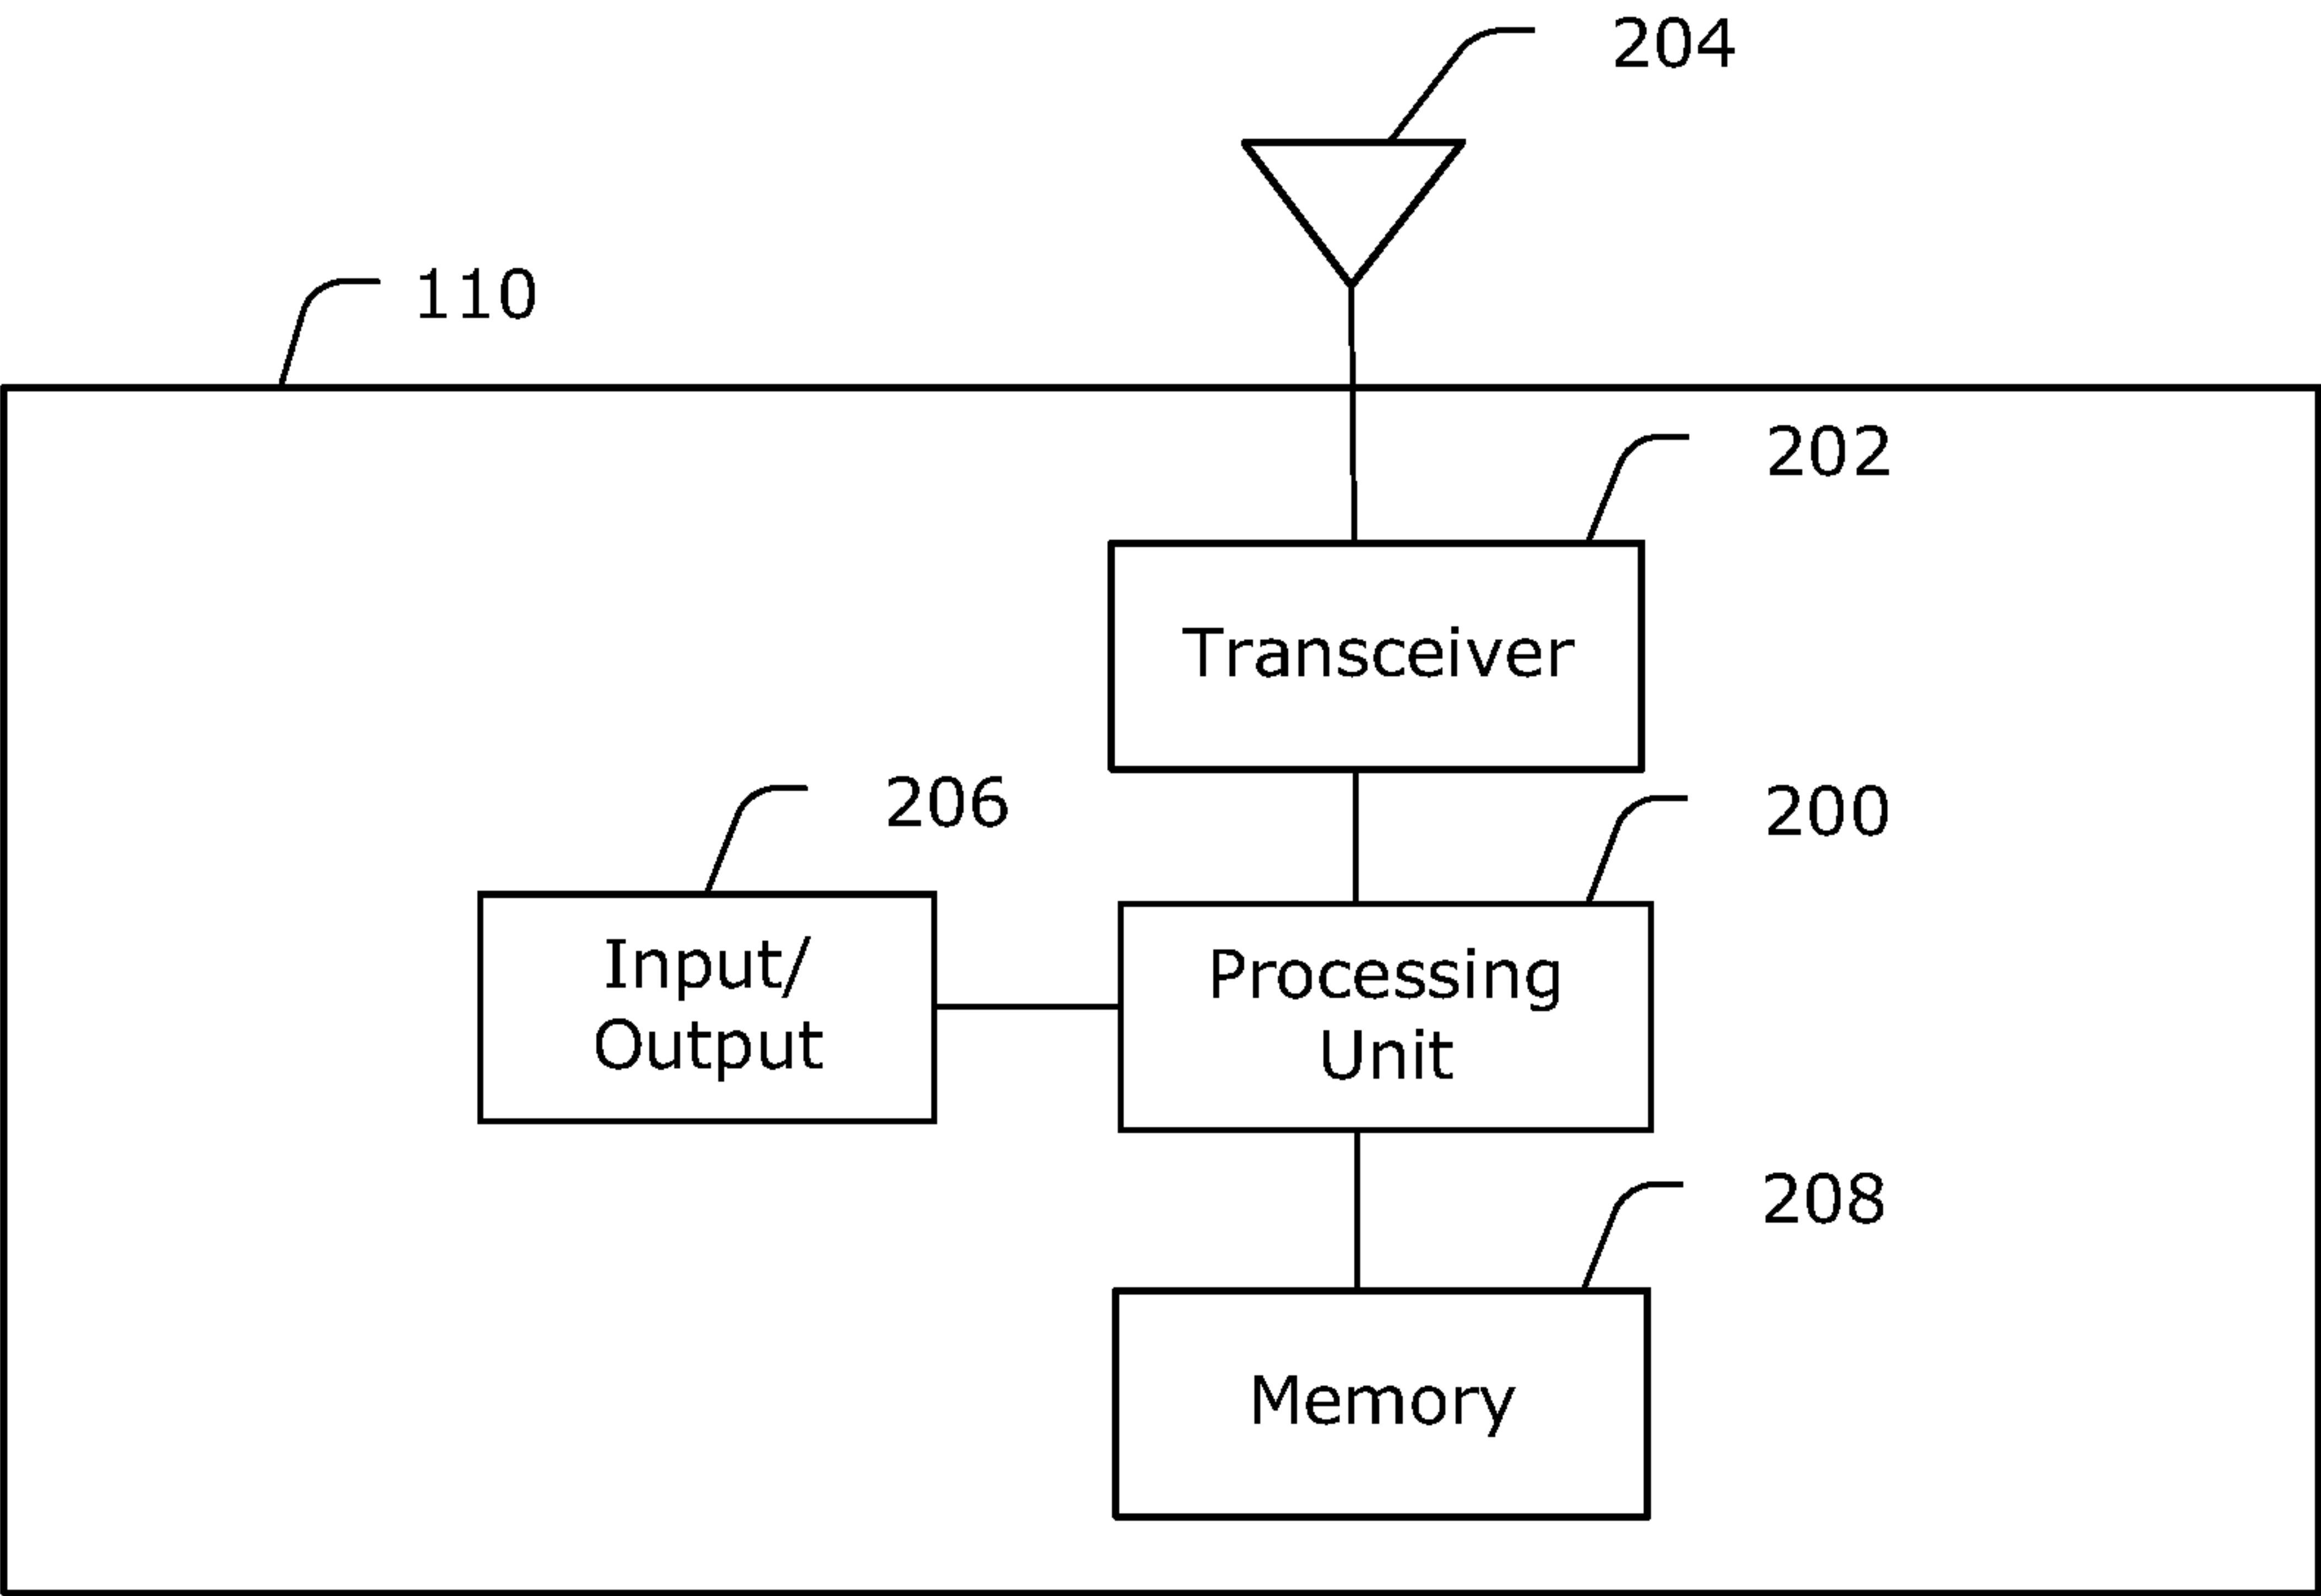 204
110
202
Transceiver
206
200
Input/
Output
Processing
Unit
208
Memory